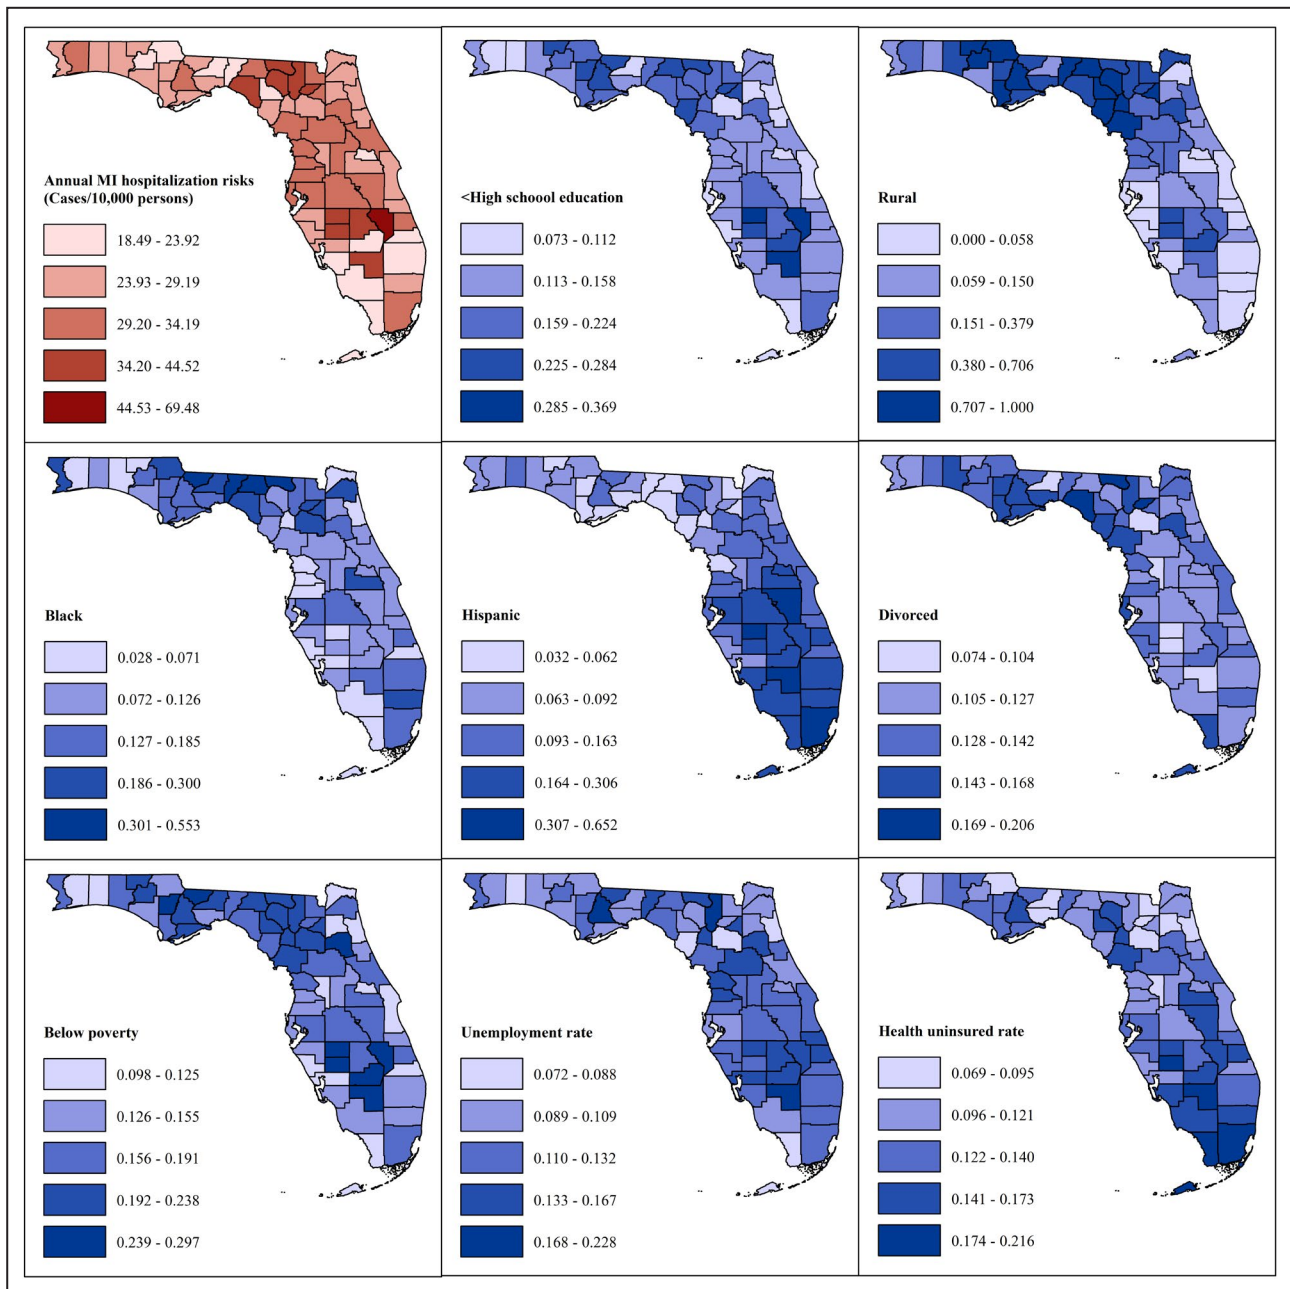 Annual MI hospitalization risks
(Cases/10,000 persons)
18.49 - 23.92
23.93 - 29.19
29.20 - 34.19
34.20 - 44.52
44.53 - 69.48
<High schoool education
0.073 - 0.112
0.113 - 0.158
0.159 - 0.224
0.225 - 0.284
0.285 - 0.369
Rural
0.000 - 0.058
0.059 - 0.150
0.151 - 0.379
0.380 - 0.706
0.707 - 1.000
Black
0.028 - 0.071
0.072 - 0.126
0.127 - 0.185
0.186 - 0.300
0.301 - 0.553
Hispanic
0.032 - 0.062
0.063 - 0.092
0.093 - 0.163
0.164 - 0.306
0.307 - 0.652
Divorced
0.074 - 0.104
0.105 - 0.127
0.128 - 0.142
0.143 - 0.168
0.169 - 0.206
Below poverty
0.098 - 0.125
0.126 - 0.155
0.156 - 0.191
0.192 - 0.238
0.239 - 0.297
Unemployment rate
0.072 - 0.088
0.089 - 0.109
0.110 - 0.132
0.133 - 0.167
0.168 - 0.228
Health uninsured rate
0.069 - 0.095
0.096 - 0.121
0.122 - 0.140
0.141 - 0.173
0.174 - 0.216